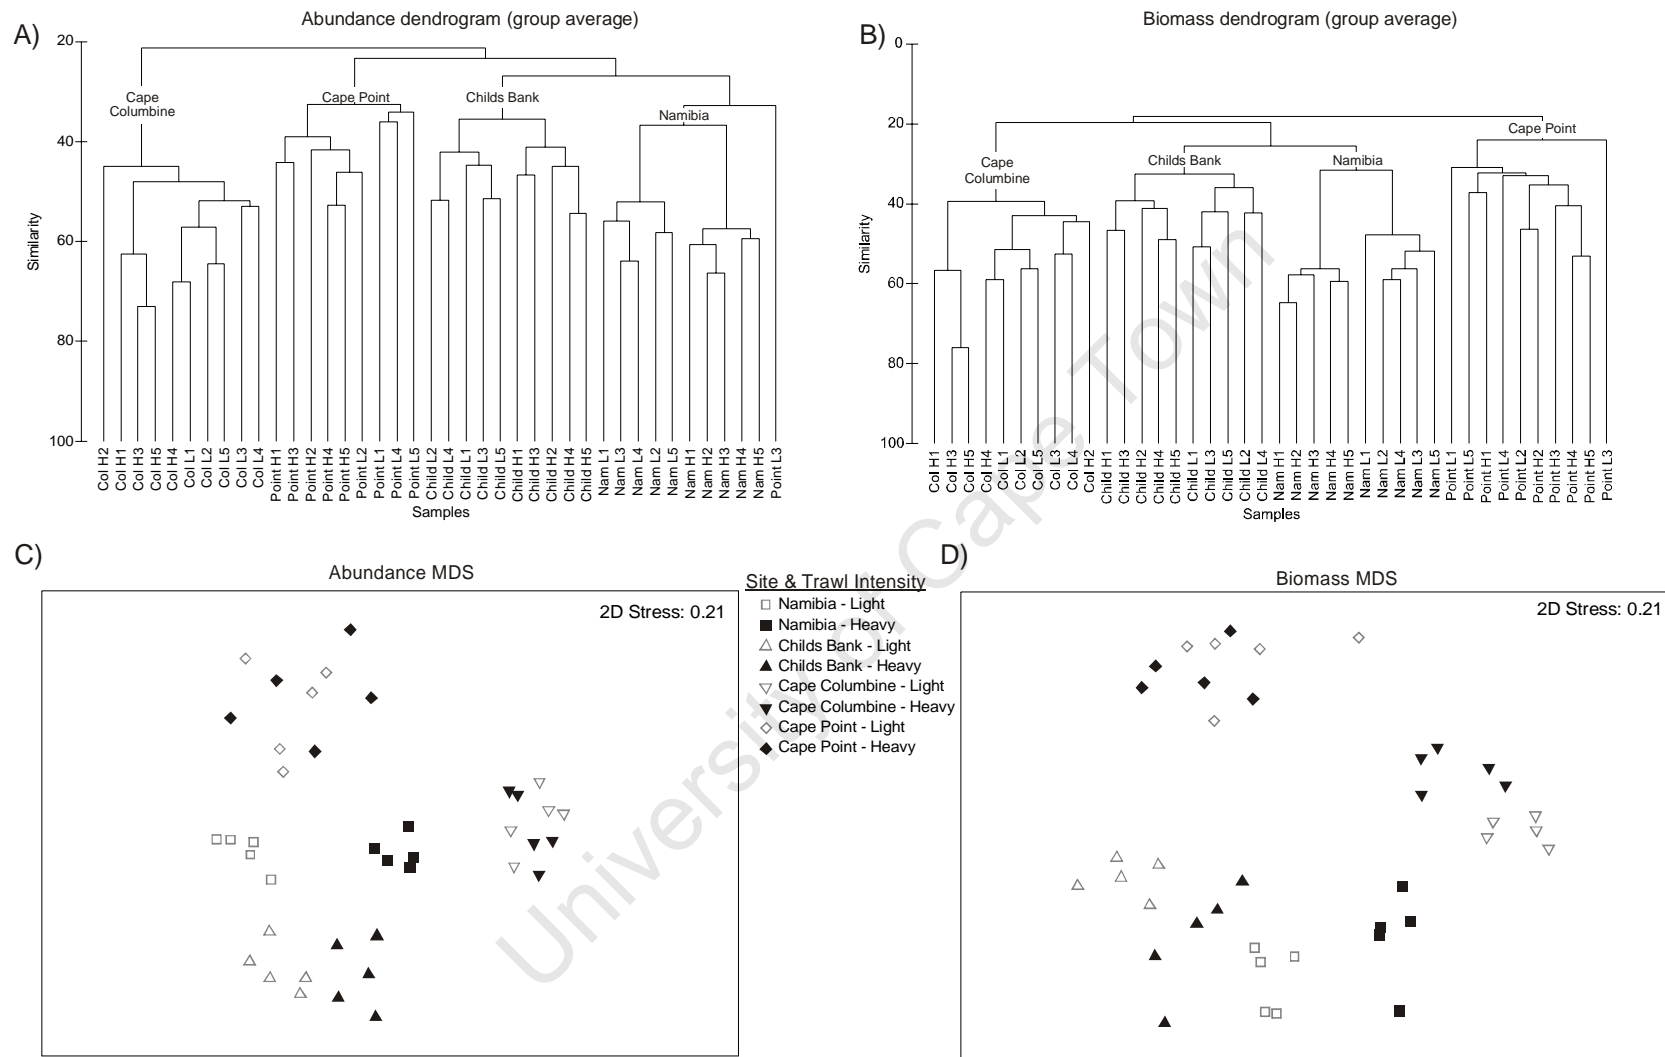 A)
Abundance dendrogram (group average)
20
40
60
80
100
Similarity
Cape
Columbine
Cape Point
Childs Bank
Namibia
Col H2
Col H1
Col H3
Col H5
Col H4
Col L1
Col L2
Col L5
Col L3
Col L4
Point H1
Point H3
Point H2
Point H4
Point H5
Point L2
Point L1
Point L4
Point L5
Child L2
Child L4
Child L1
Child L3
Child L5
Child H1
Child H3
Child H2
Child H4
Child H5
Nam L1
Nam L3
Nam L4
Nam L2
Nam L5
Nam H1
Nam H2
Nam H3
Nam H4
Nam H5
Point L3
Samples
B)
Biomass dendrogram (group average)
0
20
40
60
80
100
Similarity
Cape
Columbine
Childs Bank
Namibia
Cape Point
Col H1
Col H3
Col H5
Col H4
Col L1
Col L2
Col L5
Col L3
Col L4
Col H2
Child H1
Child H3
Child H2
Child H4
Child H5
Child L1
Child L3
Child L5
Child L2
Child L4
Nam H1
Nam H2
Nam H3
Nam H4
Nam H5
Nam L1
Nam L2
Nam L4
Nam L3
Nam L5
Point L1
Point L5
Point H1
Point L4
Point L2
Point H2
Point H3
Point H4
Point H5
Point L3
Samples
C)
Abundance MDS
2D Stress: 0.21
Site & Trawl Intensity
Namibia - Light
Namibia - Heavy
Childs Bank - Light
Childs Bank - Heavy
Cape Columbine - Light
Cape Columbine - Heavy
Cape Point - Light
Cape Point - Heavy
D)
Biomass MDS
2D Stress: 0.21
University of Cape Town